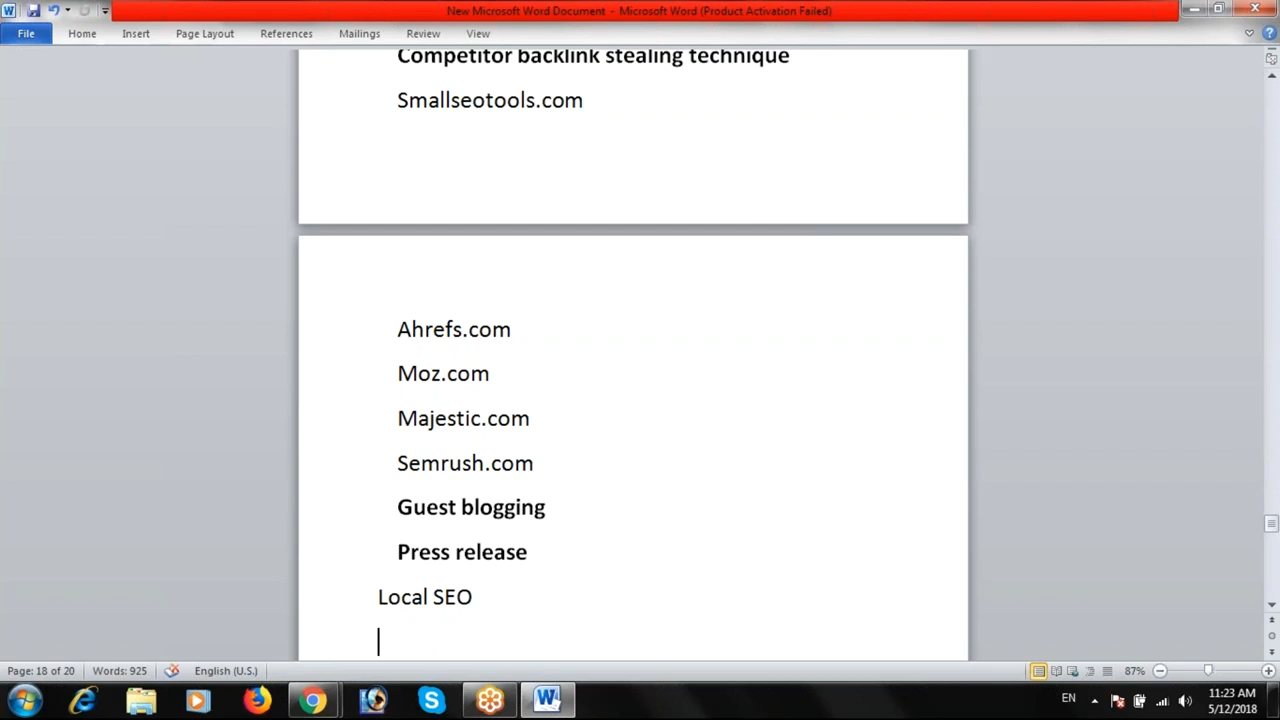 New Microsoft Word Document - Microsoft Word (Product Activation Failed)
File Home Insert Page Layout References Mailings Review View
Competitor backlink stealing technique
Smallseotools.com
Ahrefs.com
Moz.com
Majestic.com
Semrush.com
Guest blogging
Press release
Local SEO
Page: 18 of 20 Words: 925 English (U.S.) 87%
EN 11:23 AM
5/12/2018